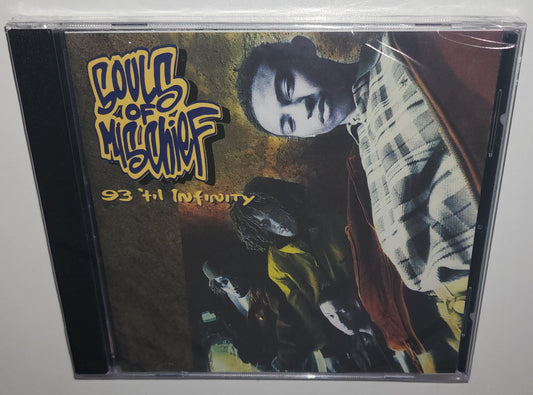 SOULS
OF
MISCHIEF
93 'til INFINITY